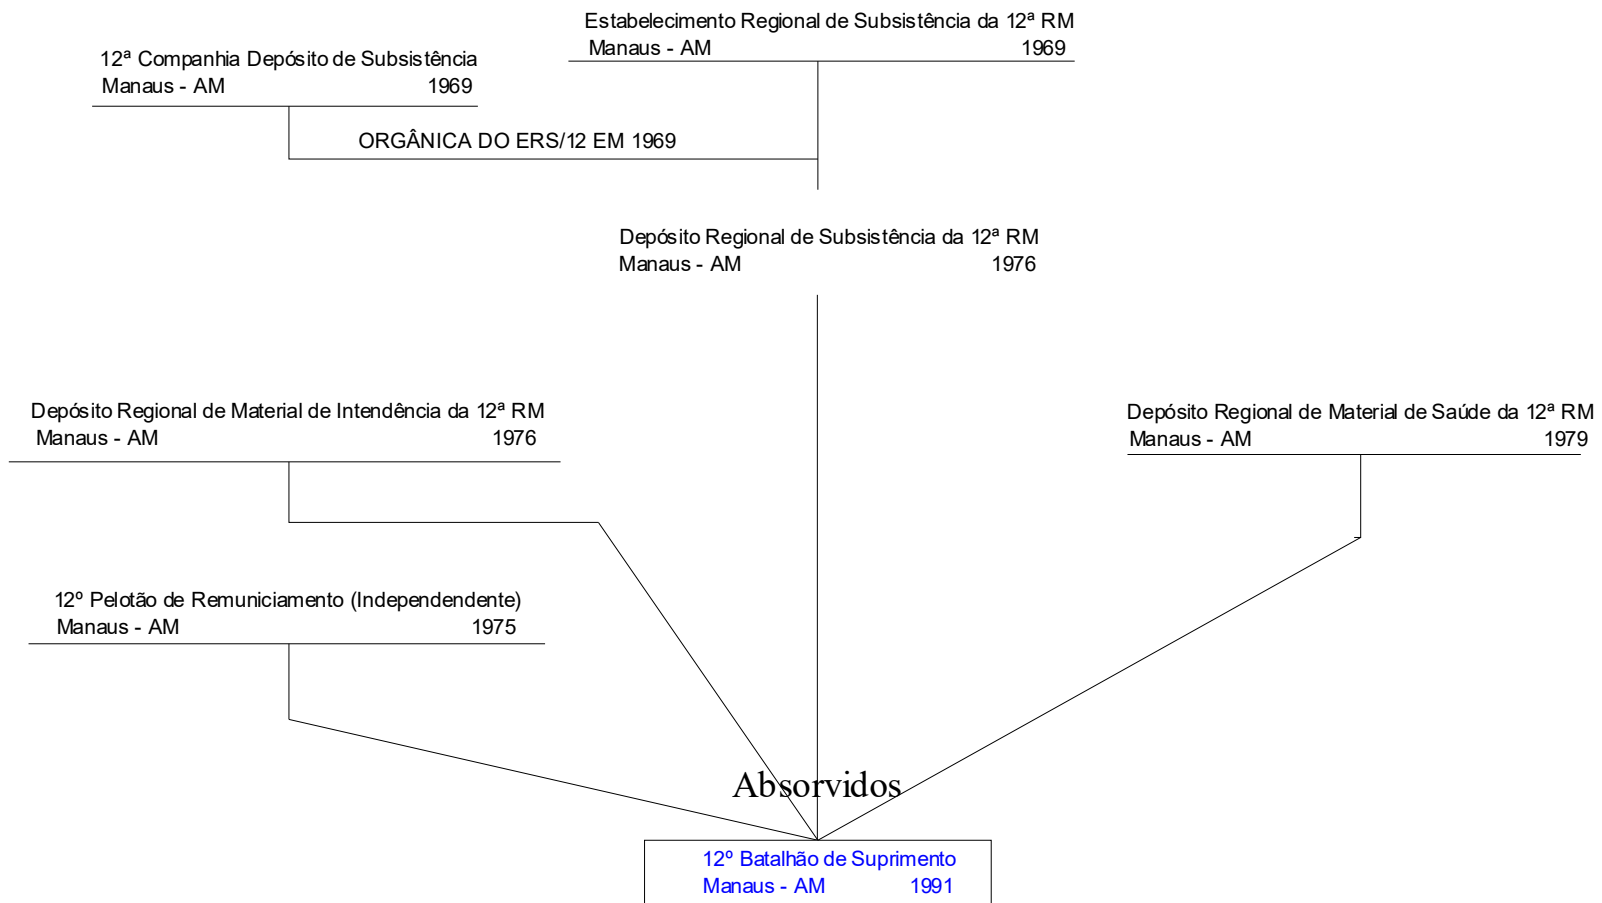 Estabelecimento Regional de Subsistência da 12ª RM
Manaus - AM 1969
12ª Companhia Depósito de Subsistência
Manaus - AM 1969
ORGÂNICA DO ERS/12 EM 1969
Depósito Regional de Subsistência da 12ª RM
Manaus - AM 1976
Depósito Regional de Material de Intendência da 12ª RM
Manaus - AM 1976
Depósito Regional de Material de Saúde da 12ª RM
Manaus - AM 1979
12º Pelotão de Remuniciamento (Independendente)
Manaus - AM 1975
Absorvidos
12º Batalhão de Suprimento
Manaus - AM 1991